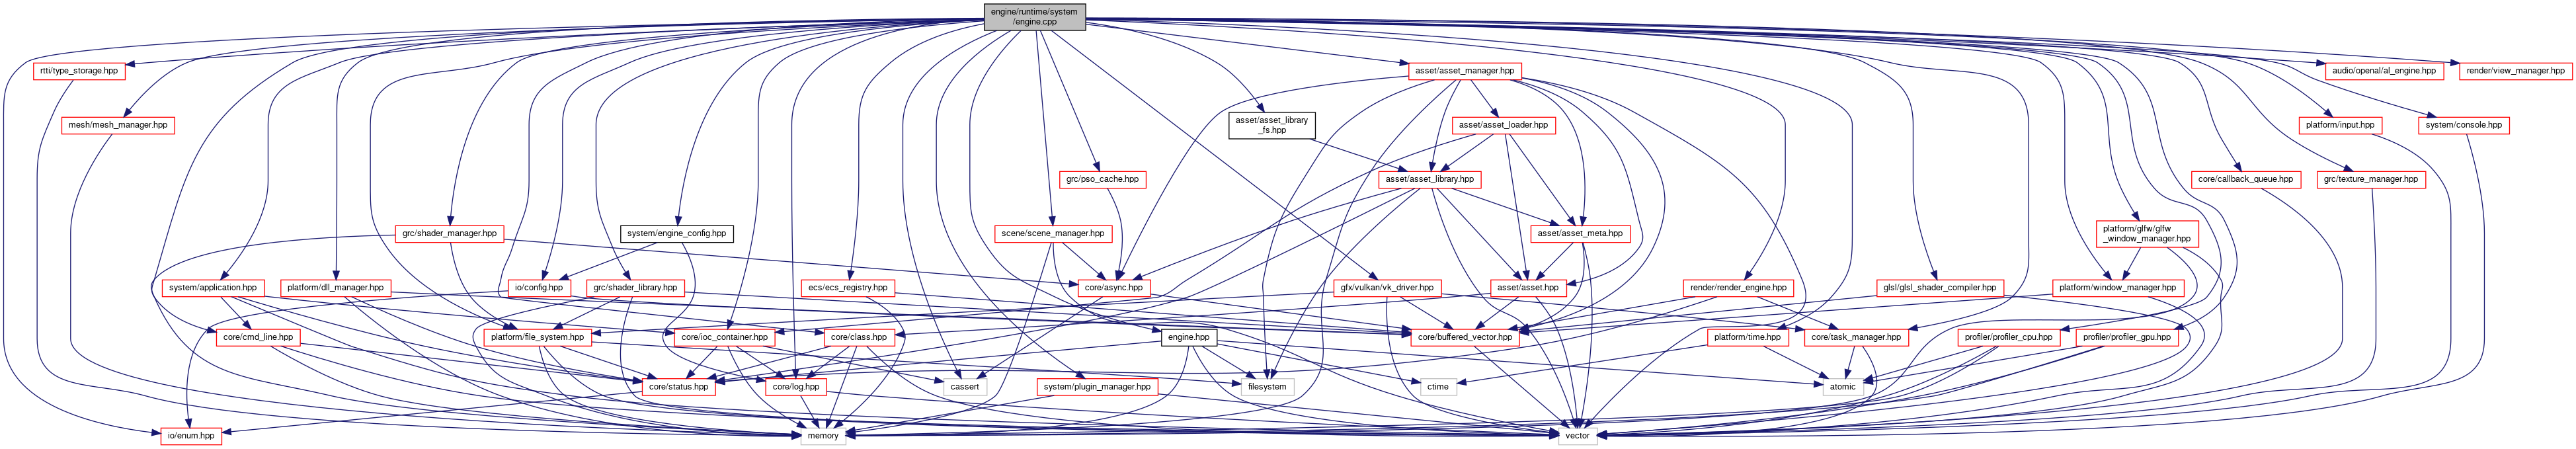 engine/runtime/system
/engine.cpp
rtti/type_storage.hpp
asset/asset_manager.hpp
audio/openal/al_engine.hpp
render/view_manager.hpp
mesh/mesh_manager.hpp
asset/asset_library
_fs.hpp
asset/asset_loader.hpp
platform/input.hpp
system/console.hpp
grc/pso_cache.hpp
asset/asset_library.hpp
core/callback_queue.hpp
grc/texture_manager.hpp
grc/shader_manager.hpp
system/engine_config.hpp
scene/scene_manager.hpp
asset/asset_meta.hpp
platform/glfw/glfw
_window_manager.hpp
system/application.hpp
platform/dll_manager.hpp
io/config.hpp
grc/shader_library.hpp
ecs/ecs_registry.hpp
core/async.hpp
gfx/vulkan/vk_driver.hpp
asset/asset.hpp
render/render_engine.hpp
glsl/glsl_shader_compiler.hpp
platform/window_manager.hpp
core/cmd_line.hpp
platform/file_system.hpp
core/ioc_container.hpp
core/class.hpp
engine.hpp
core/buffered_vector.hpp
platform/time.hpp
core/task_manager.hpp
profiler/profiler_cpu.hpp
profiler/profiler_gpu.hpp
core/status.hpp
core/log.hpp
cassert
system/plugin_manager.hpp
filesystem
ctime
atomic
io/enum.hpp
memory
vector